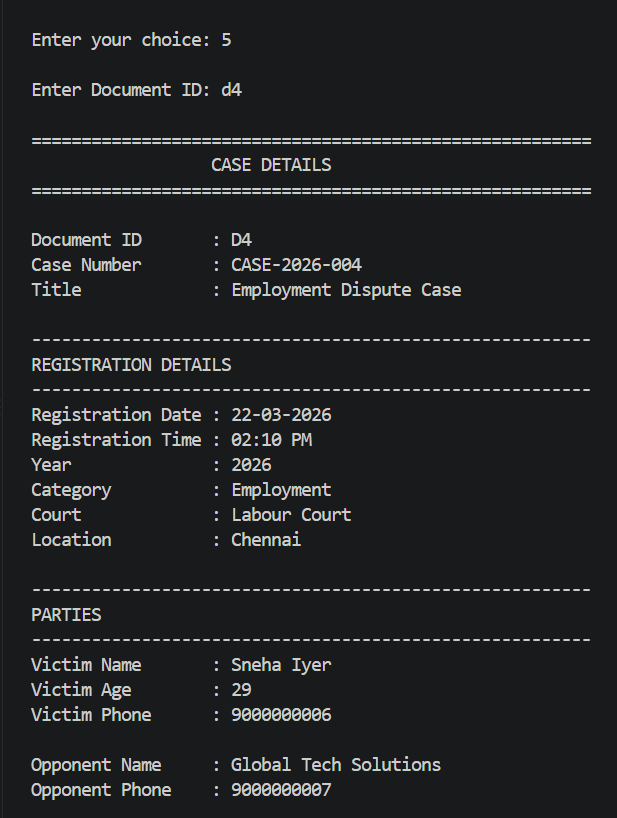 Enter your choice: 5
Enter Document ID: d4
========================================================
CASE DETAILS
========================================================
Document ID       : D4
Case Number       : CASE-2026-004
Title             : Employment Dispute Case
--------------------------------------------------------
REGISTRATION DETAILS
--------------------------------------------------------
Registration Date : 22-03-2026
Registration Time : 02:10 PM
Year              : 2026
Category          : Employment
Court             : Labour Court
Location          : Chennai
--------------------------------------------------------
PARTIES
--------------------------------------------------------
Victim Name       : Sneha Iyer
Victim Age        : 29
Victim Phone      : 9000000006
Opponent Name     : Global Tech Solutions
Opponent Phone    : 9000000007